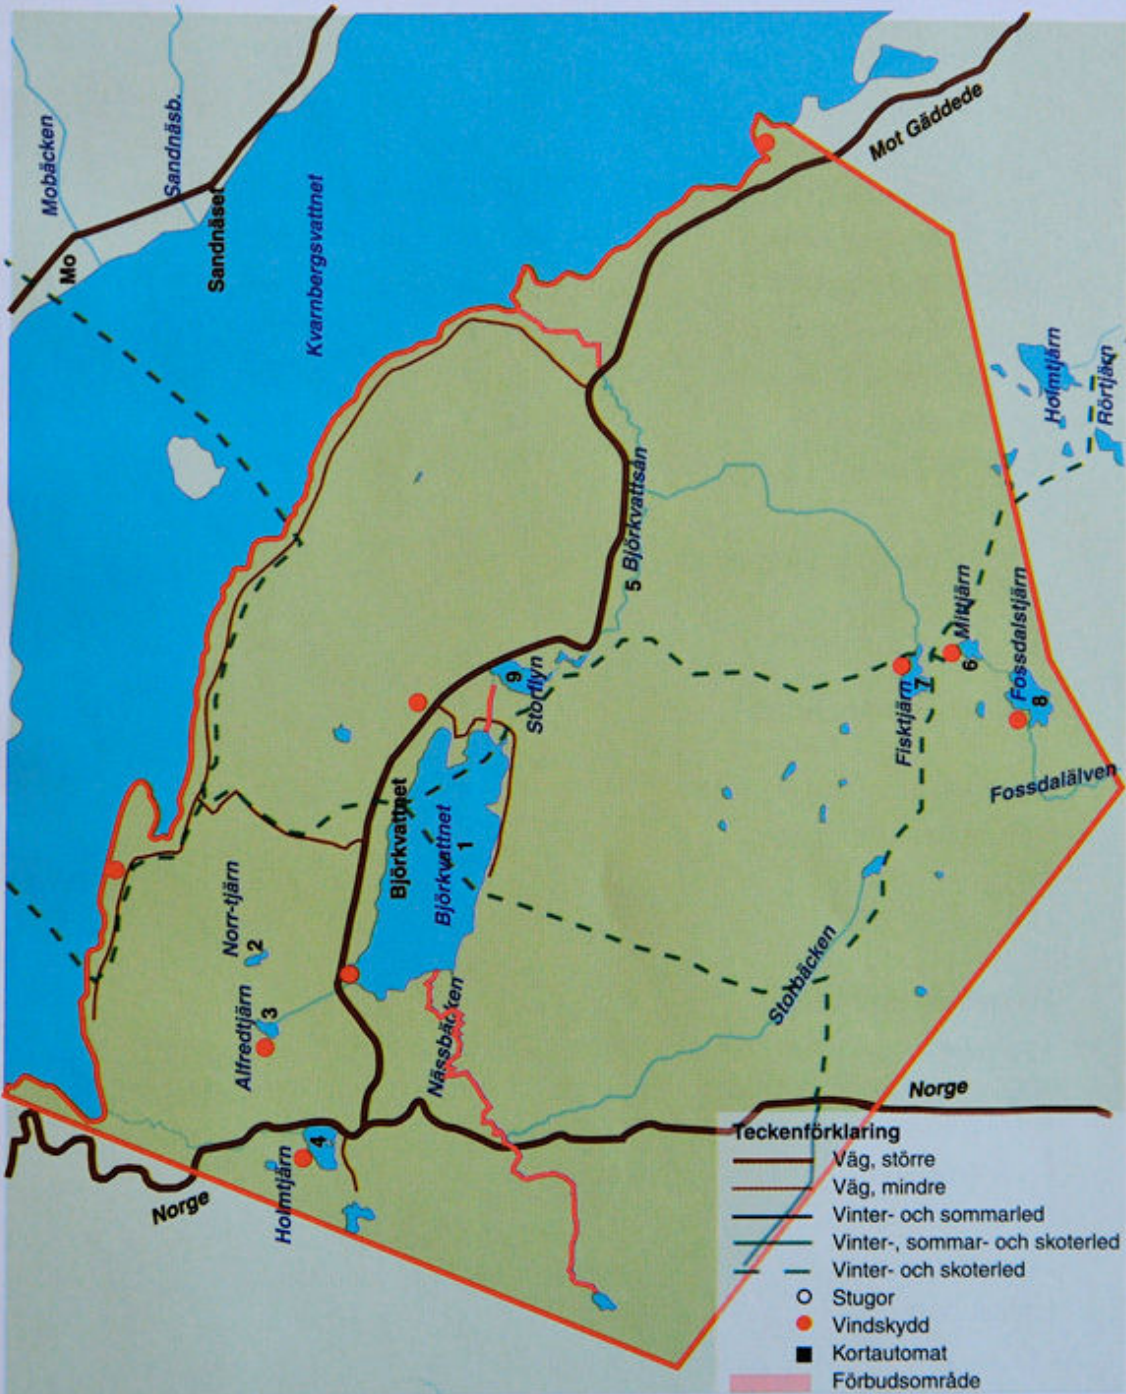 Mobäcken
Sandnäsb.
Mo
Sandnäset
Kvarnbergsvattnet
Mot Gäddede
Holmtjärn
Rörtjärn
5 Björkvattsån
Mittjärn
6
Fossdalstjärn
8
Fisktjärn
7
Fossdalälven
9
Storflyn
Björkvattnet
Björkvattnet
1
Norr-tjärn
2
Alfredtjärn
3
Nässbäcken
Storbäcken
Holmtjärn
4
Norge
Norge
Teckenförklaring
Väg, större
Väg, mindre
Vinter- och sommarled
Vinter-, sommar- och skoterled
Vinter- och skoterled
Stugor
Vindskydd
Kortautomat
Förbudsområde